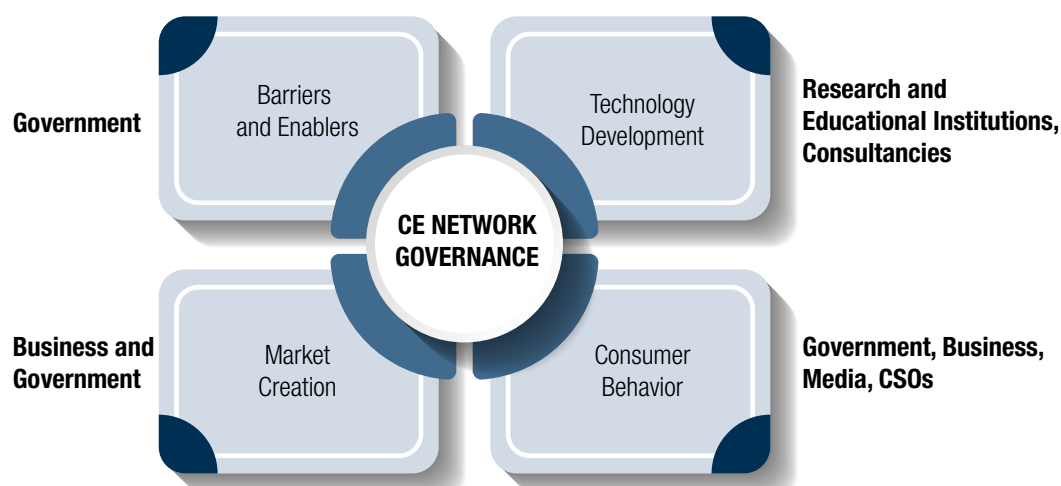 Government
Barriers
and Enablers
Technology
Development
Research and
Educational Institutions,
Consultancies
CE NETWORK
GOVERNANCE
Business and
Government
Market
Creation
Consumer
Behavior
Government, Business,
Media, CSOs